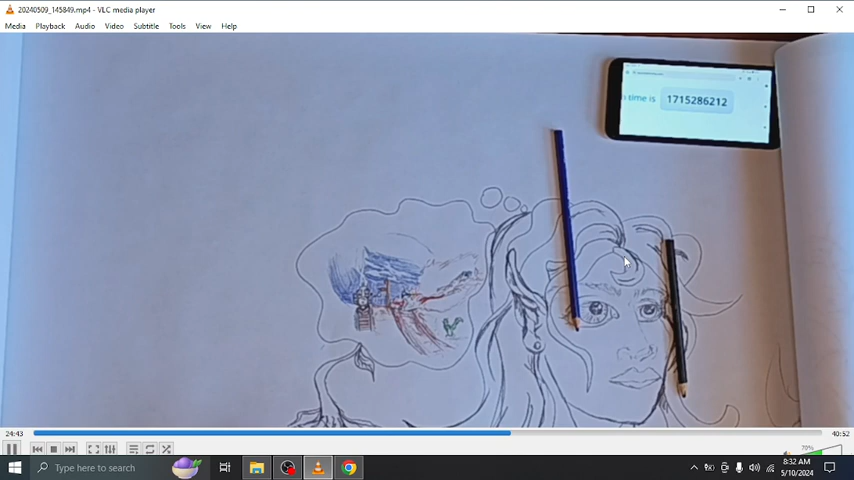 20240509_145849.mp4 - VLC media player
Media Playback Audio Video Subtitle Tools View Help
time is 1715286212
24:43
40:52
70%
Type here to search
8:32 AM
5/10/2024